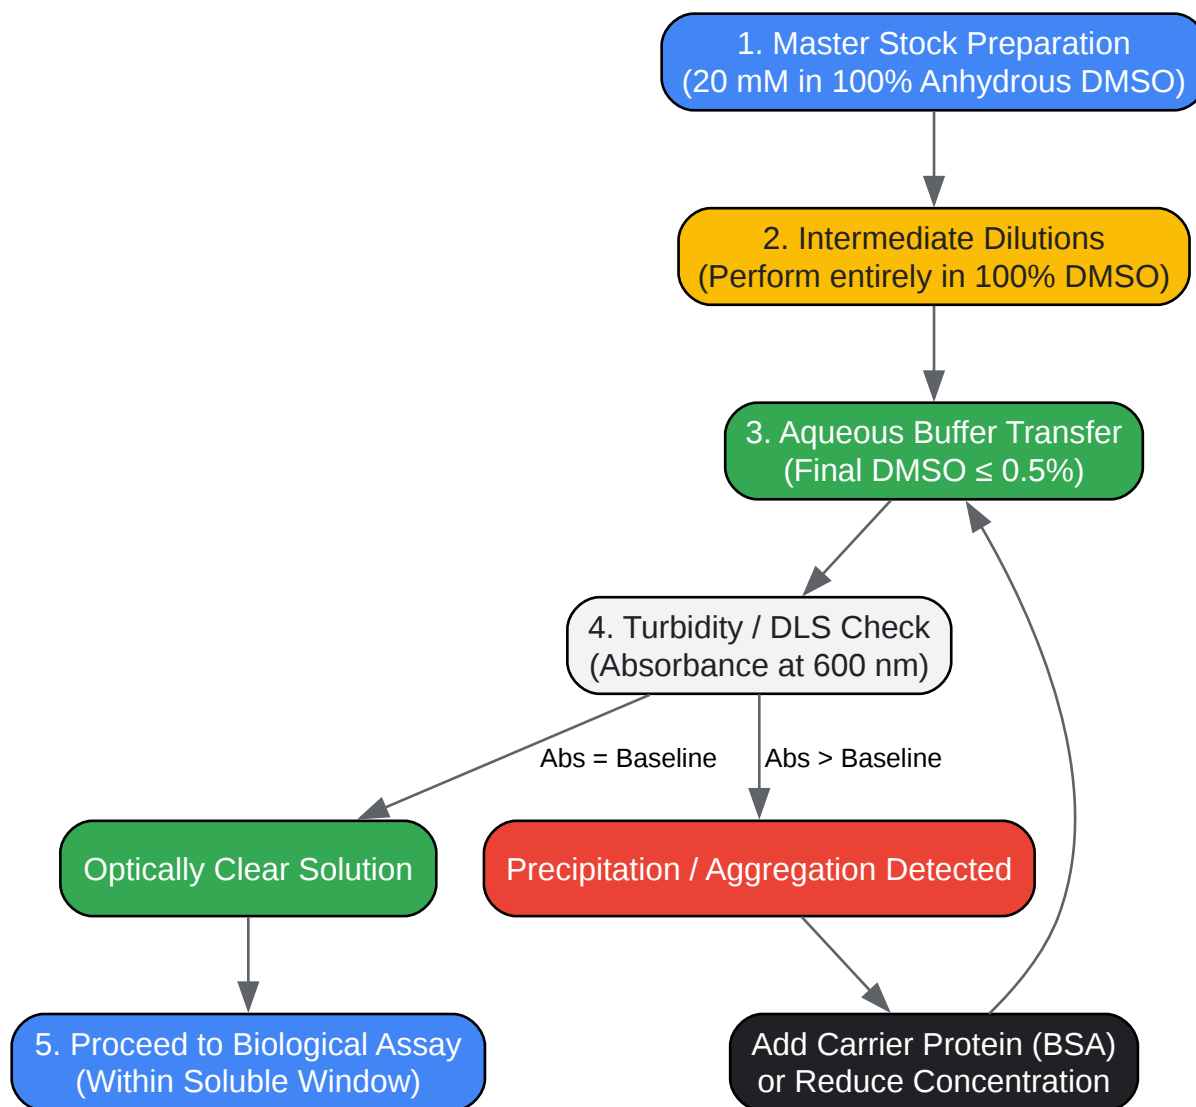 1. Master Stock Preparation
(20 mM in 100% Anhydrous DMSO)
2. Intermediate Dilutions
(Perform entirely in 100% DMSO)
3. Aqueous Buffer Transfer
(Final DMSO ≤ 0.5%)
4. Turbidity / DLS Check
(Absorbance at 600 nm)
Abs = Baseline
Abs > Baseline
Optically Clear Solution
Precipitation / Aggregation Detected
5. Proceed to Biological Assay
(Within Soluble Window)
Add Carrier Protein (BSA)
or Reduce Concentration